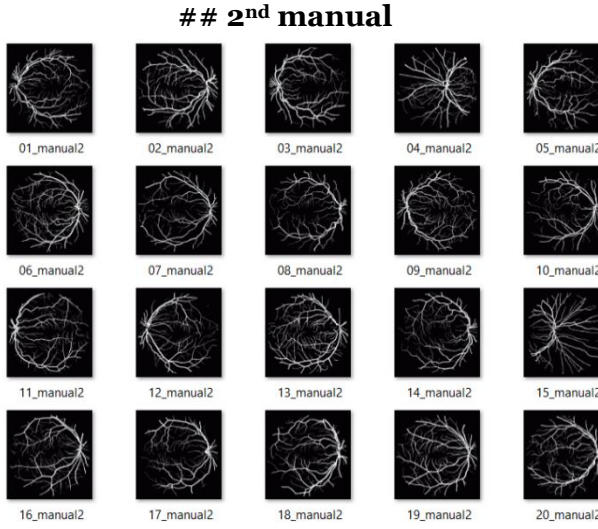 ## 2nd manual
01_manual2 02_manual2 03_manual2 04_manual2 05_manual2
06_manual2 07_manual2 08_manual2 09_manual2 10_manual2
11_manual2 12_manual2 13_manual2 14_manual2 15_manual2
16_manual2 17_manual2 18_manual2 19_manual2 20_manual2